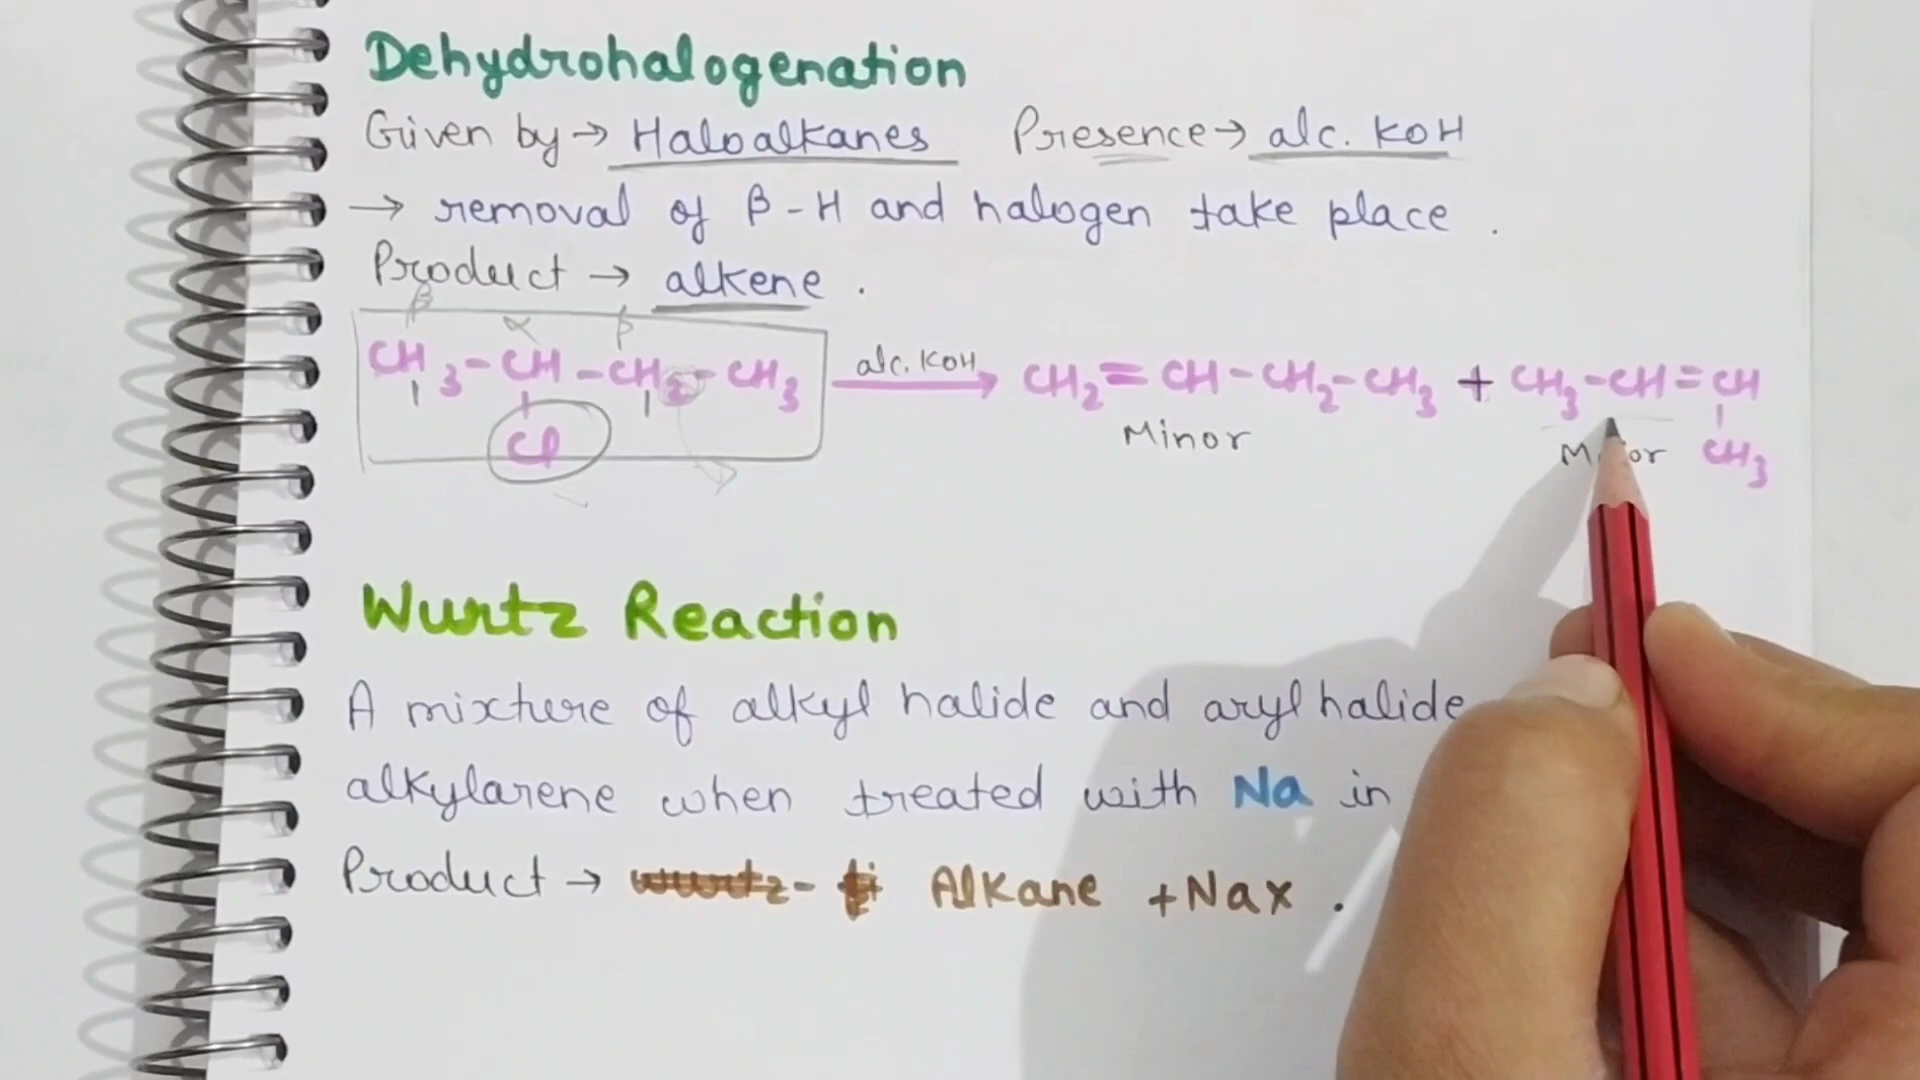 Dehydrohalogenation
Given by → Haloalkanes Presence → alc. KOH
→ removal of β-H and halogen take place .
Product → alkene .
β α β
CH3-CH-CH2-CH3 alc. KOH CH2=CH-CH2-CH3 + CH3-CH=CH
Cl Minor CH3
Wurtz Reaction
A mixture of alkyl halide and aryl halide
alkylarene when treated with Na in
Product → Alkane + Nax .